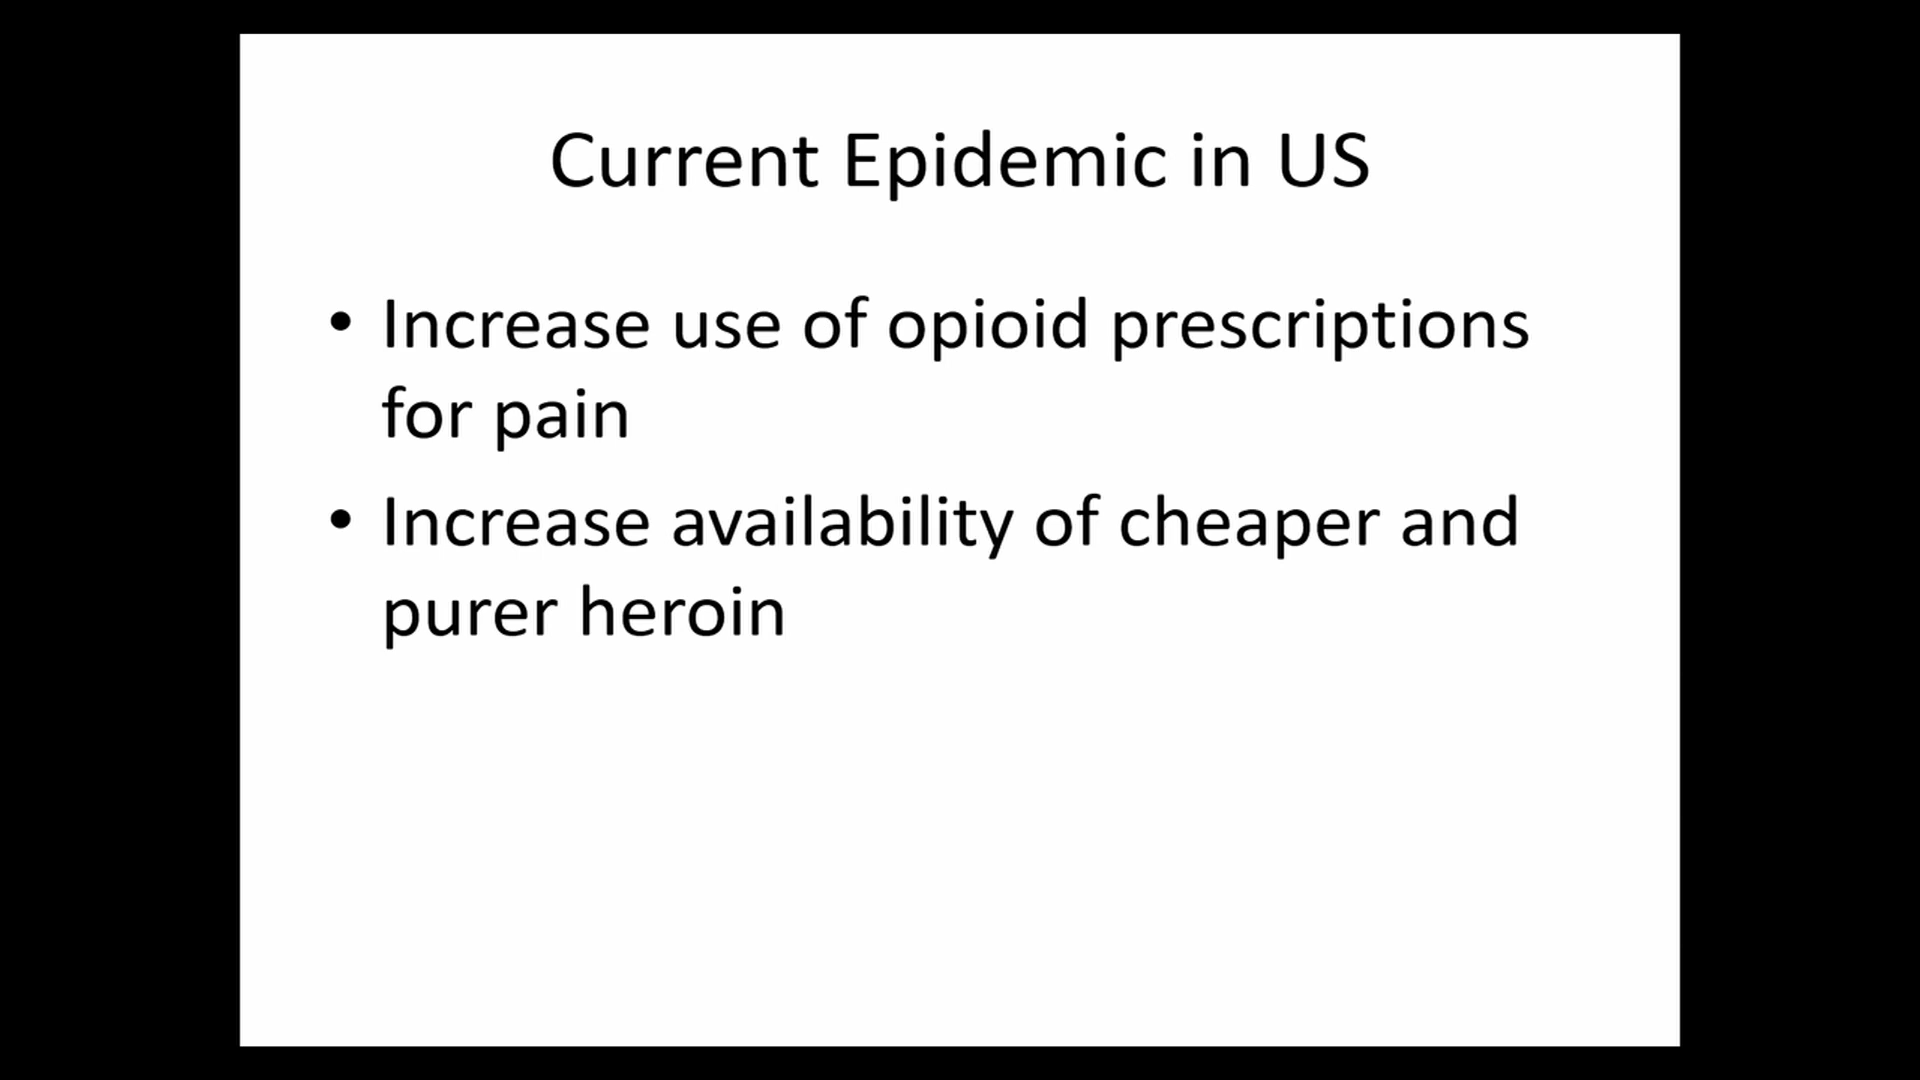 Current Epidemic in US
• Increase use of opioid prescriptions
for pain
• Increase availability of cheaper and
purer heroin